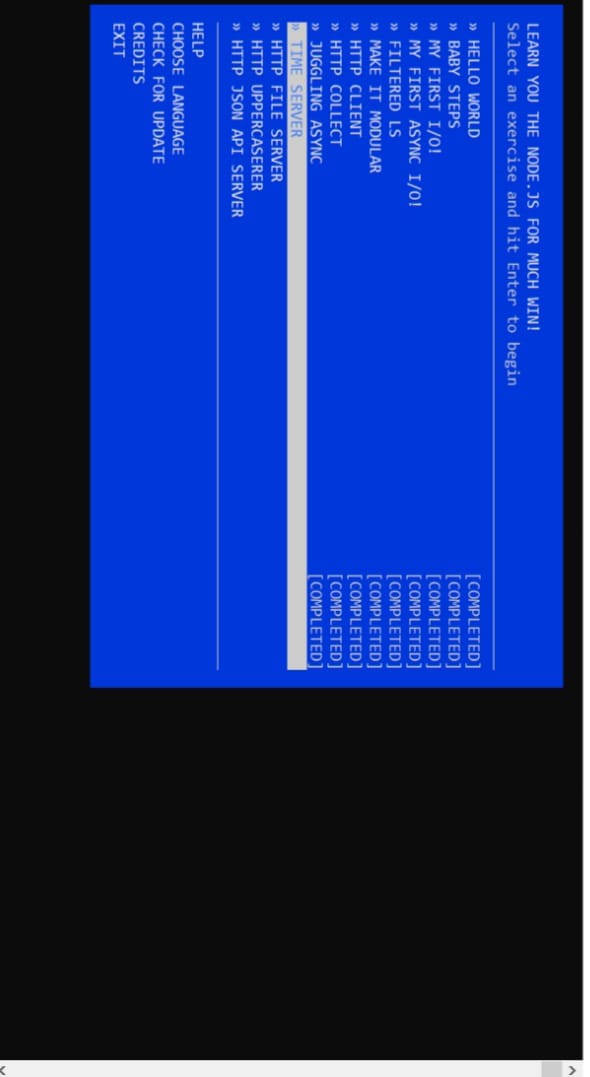 LEARN YOU THE NODE.JS FOR MUCH WIN!
Select an exercise and hit Enter to begin
» HELLO WORLD [COMPLETED]
» BABY STEPS [COMPLETED]
» MY FIRST I/O! [COMPLETED]
» MY FIRST ASYNC I/O! [COMPLETED]
» FILTERED LS [COMPLETED]
» MAKE IT MODULAR [COMPLETED]
» HTTP CLIENT [COMPLETED]
» HTTP COLLECT [COMPLETED]
» JUGGLING ASYNC [COMPLETED]
» TIME SERVER
» HTTP FILE SERVER
» HTTP UPPERCASERER
» HTTP JSON API SERVER
HELP
CHOOSE LANGUAGE
CHECK FOR UPDATE
CREDITS
EXIT